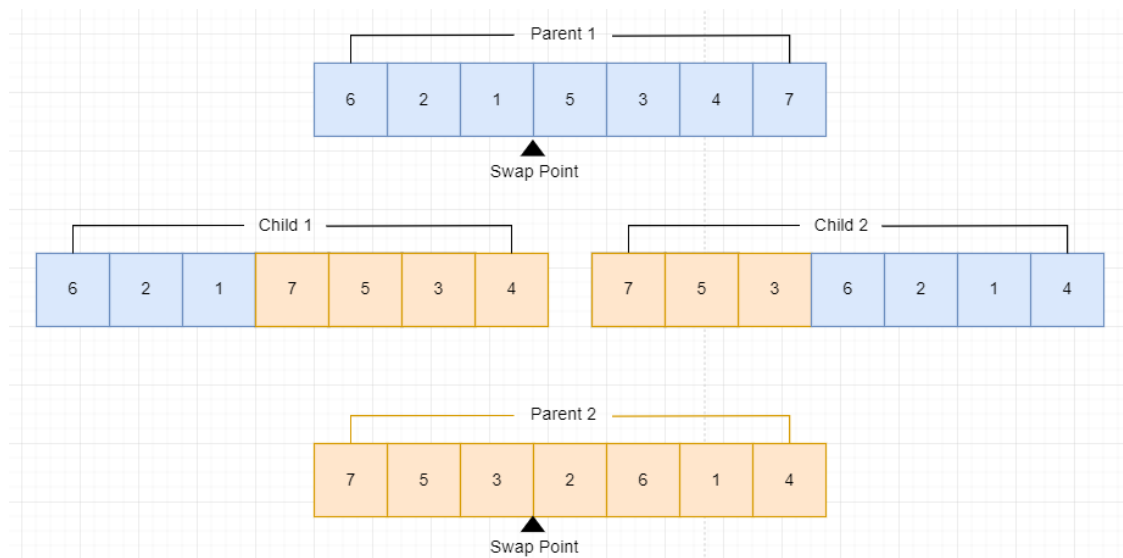 Parent 1
6 2 1 5 3 4 7
Swap Point
Child 1 Child 2
6 2 1 7 5 3 4 7 5 3 6 2 1 4
Parent 2
7 5 3 2 6 1 4
Swap Point